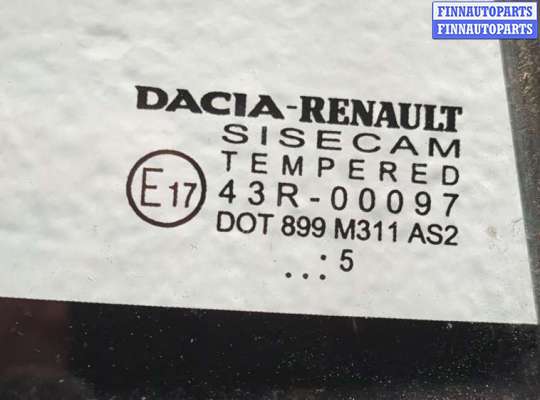 FINNAUTOPARTS
FINNAUTOPARTS
DACIA-RENAULT
SISECAM
TEMPERED
E17 43R-00097
DOT 899 M311 AS2
..: 5